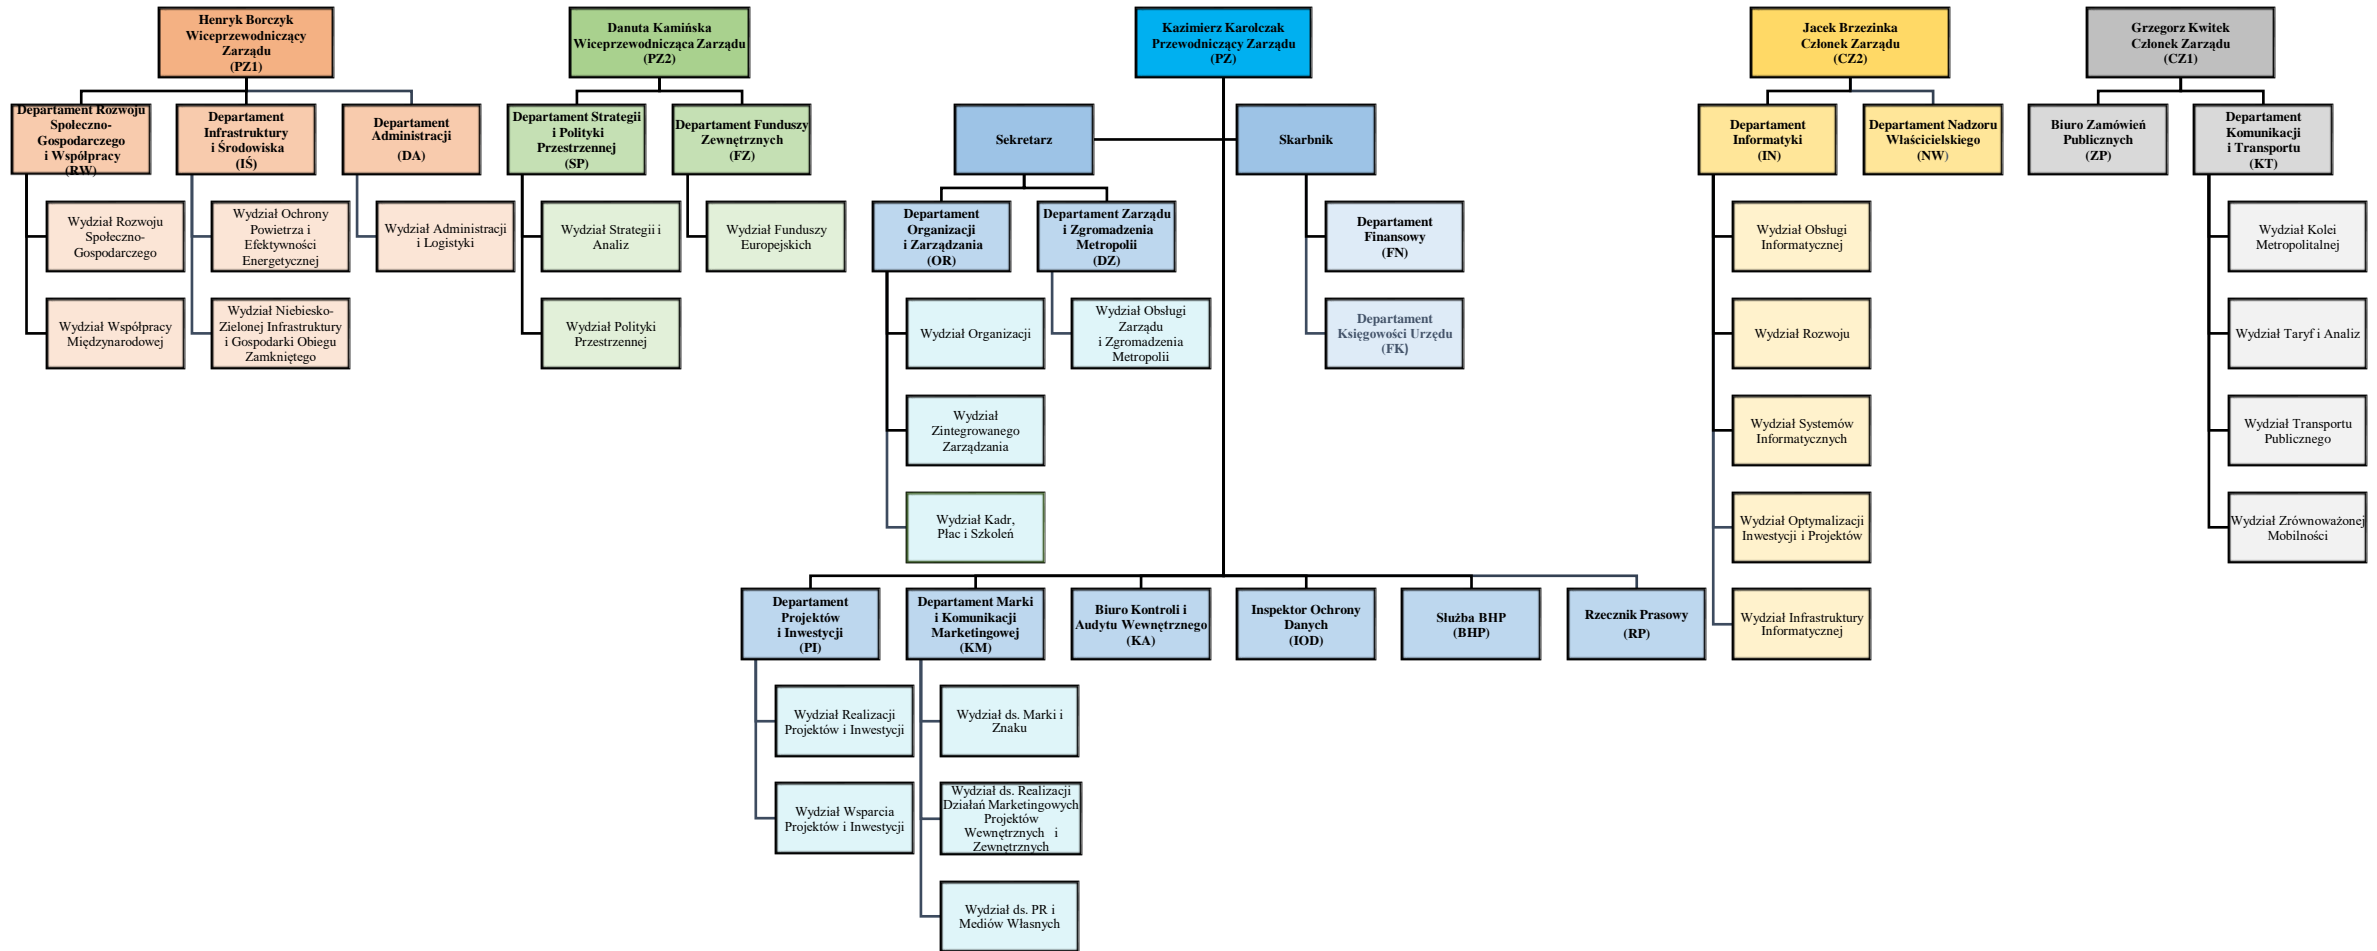 Henryk Borczyk
Wiceprzewodniczący
Zarządu
(PZ1)
Danuta Kamińska
Wiceprzewodnicząca Zarządu
(PZ2)
Kazimierz Karolczak
Przewodniczący Zarządu
(PZ)
Jacek Brzezinka
Członek Zarządu
(CZ2)
Grzegorz Kwitek
Członek Zarządu
(CZ1)
Departament Rozwoju
Społeczno-
Gospodarczego
i Współpracy
(RW)
Departament
Infrastruktury
i Środowiska
(IŚ)
Departament
Administracji
(DA)
Departament Strategii
i Polityki
Przestrzennej
(SP)
Departament Funduszy
Zewnętrznych
(FZ)
Sekretarz
Skarbnik
Departament
Informatyki
(IN)
Departament Nadzoru
Właścicielskiego
(NW)
Biuro Zamówień
Publicznych
(ZP)
Departament
Komunikacji
i Transportu
(KT)
Wydział Rozwoju
Społeczno-
Gospodarczego
Wydział Ochrony
Powietrza i
Efektywności
Energetycznej
Wydział Administracji
i Logistyki
Wydział Strategii i
Analiz
Wydział Funduszy
Europejskich
Departament
Organizacji
i Zarządzania
(OR)
Departament Zarządu
i Zgromadzenia
Metropolii
(DZ)
Departament
Finansowy
(FN)
Wydział Obsługi
Informatycznej
Wydział Kolei
Metropolitalnej
Wydział Współpracy
Międzynarodowej
Wydział Niebiesko-
Zielonej Infrastruktury
i Gospodarki Obiegu
Zamkniętego
Wydział Polityki
Przestrzennej
Wydział Organizacji
Wydział Obsługi
Zarządu
i Zgromadzenia
Metropolii
Departament
Księgowości Urzędu
(FK)
Wydział Rozwoju
Wydział Taryf i Analiz
Wydział
Zintegrowanego
Zarządzania
Wydział Systemów
Informatycznych
Wydział Transportu
Publicznego
Wydział Kadr,
Płac i Szkoleń
Wydział Optymalizacji
Inwestycji i Projektów
Wydział Zrównoważonej
Mobilności
Departament
Projektów
i Inwestycji
(PI)
Departament Marki
i Komunikacji
Marketingowej
(KM)
Biuro Kontroli i
Audytu Wewnętrznego
(KA)
Inspektor Ochrony
Danych
(IOD)
Służba BHP
(BHP)
Rzecznik Prasowy
(RP)
Wydział Infrastruktury
Informatycznej
Wydział Realizacji
Projektów i Inwestycji
Wydział ds. Marki i
Znaku
Wydział Wsparcia
Projektów i Inwestycji
Wydział ds. Realizacji
Działań Marketingowych
Projektów
Wewnętrznych i
Zewnętrznych
Wydział ds. PR i
Mediów Własnych